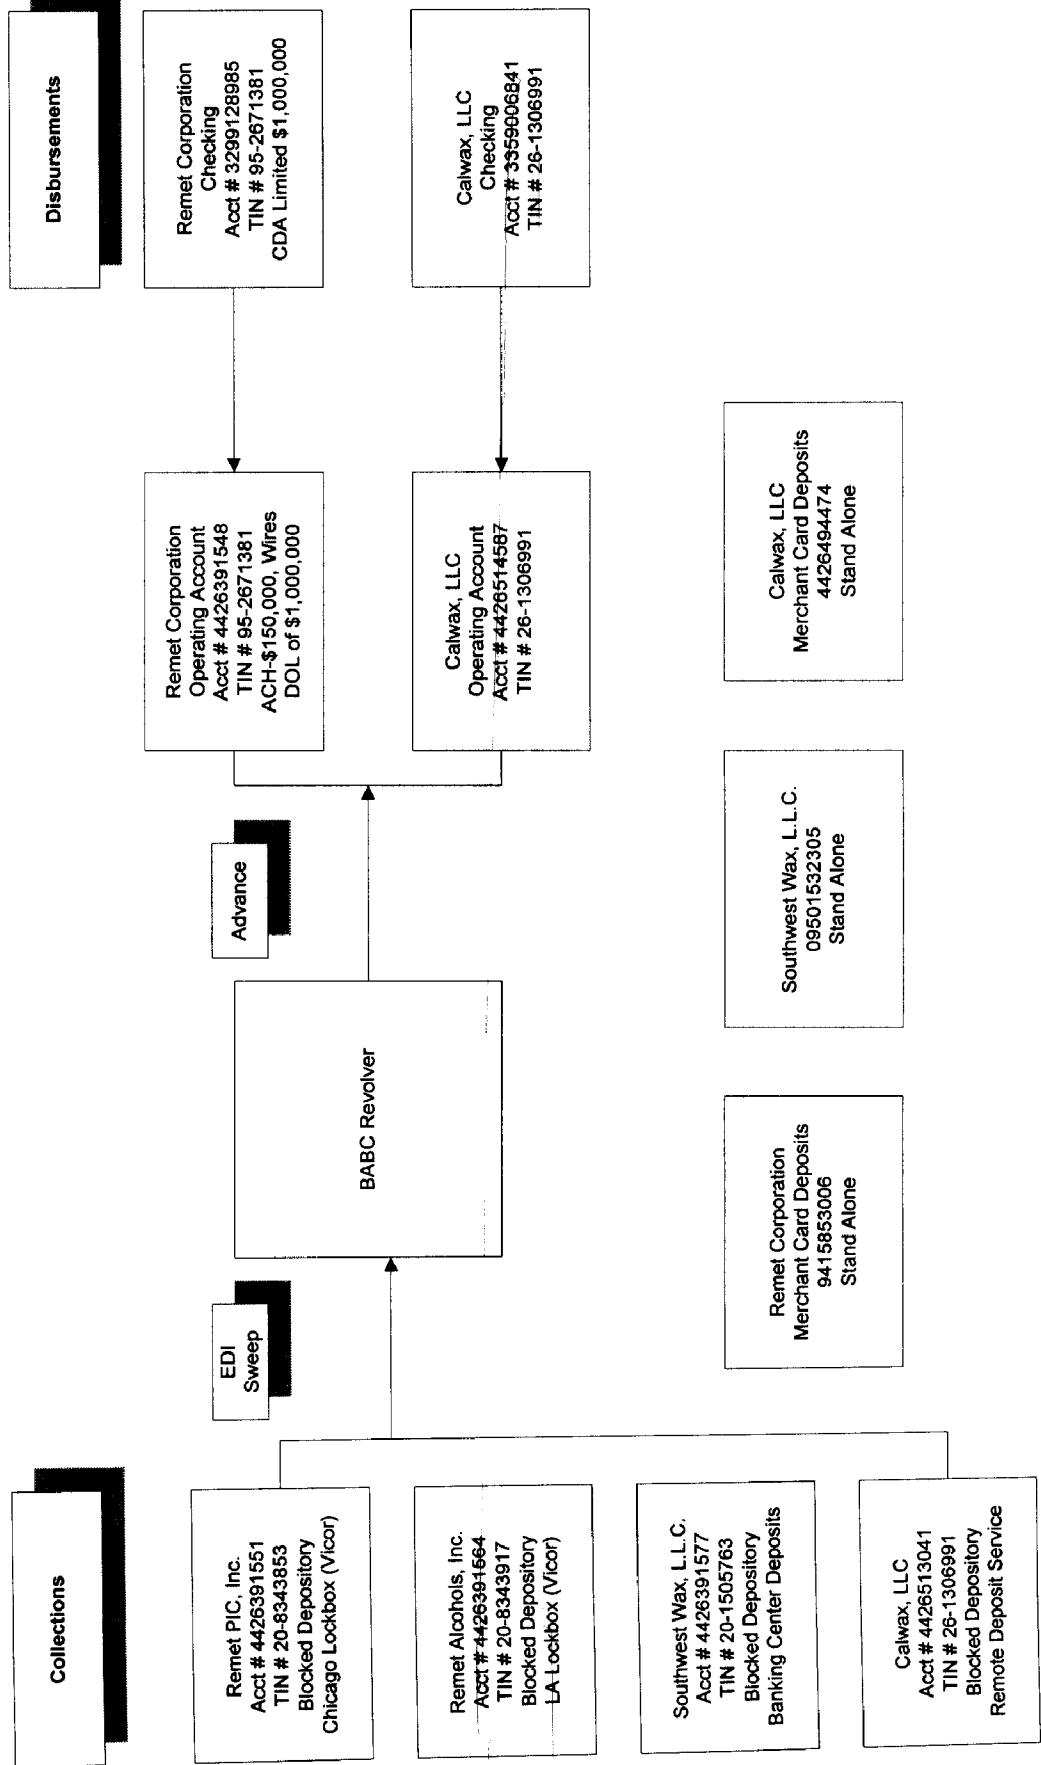 Collections
Disbursements
Remet PIC, Inc.
Acct # 4426391551
TIN # 20-8343853
Blocked Depository
Chicago Lockbox (Vicor)
Remet Alcohols, Inc.
Acct # 4426391564
TIN # 20-8343917
Blocked Depository
LA Lockbox (Vicor)
Southwest Wax, L.L.C.
Acct # 4426391577
TIN # 20-1505763
Blocked Depository
Banking Center Deposits
Calwax, LLC
Acct # 4426513041
TIN # 26-1306991
Blocked Depository
Remote Deposit Service
EDI
Sweep
BABC Revolver
Advance
Remet Corporation
Operating Account
Acct # 4426391548
TIN # 95-2671381
ACH-$150,000, Wires
DOL of $1,000,000
Calwax, LLC
Operating Account
Acct # 4426514587
TIN # 26-1306991
Remet Corporation
Checking
Acct # 3299128985
TIN # 95-2671381
CDA Limited $1,000,000
Calwax, LLC
Checking
Acct # 3359006841
TIN # 26-1306991
Remet Corporation
Merchant Card Deposits
9415853006
Stand Alone
Southwest Wax, L.L.C.
09501532305
Stand Alone
Calwax, LLC
Merchant Card Deposits
4426494474
Stand Alone